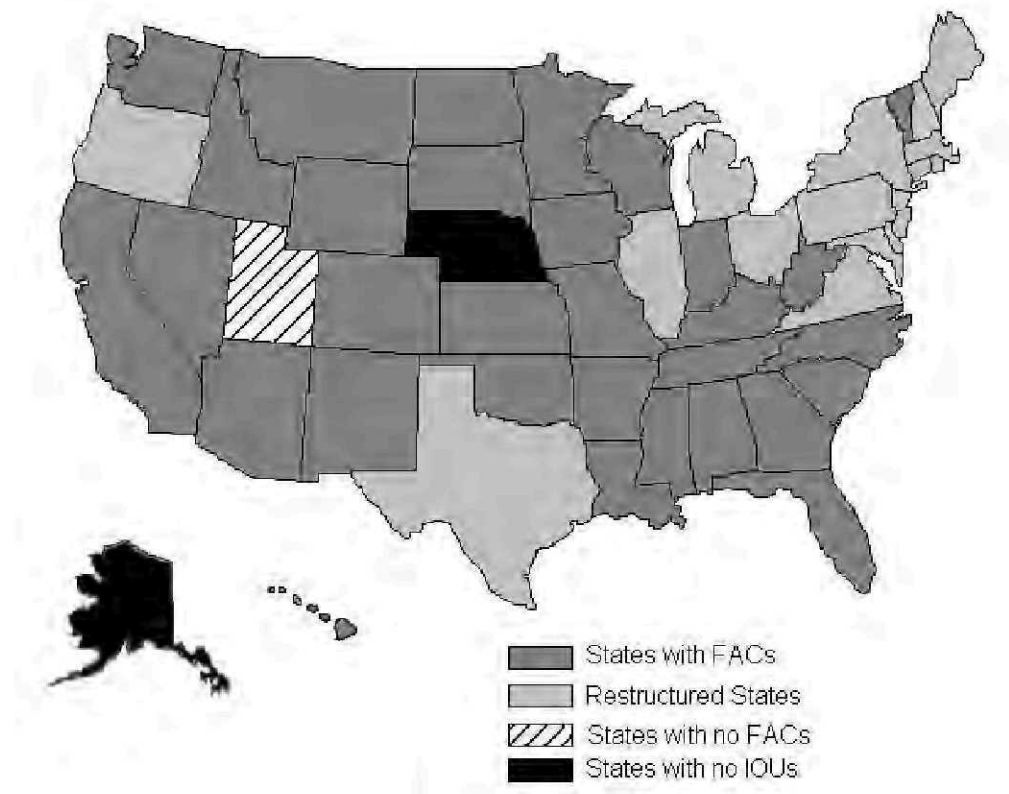 States with FACs
Restructured States
States with no FACs
States with no IOUs